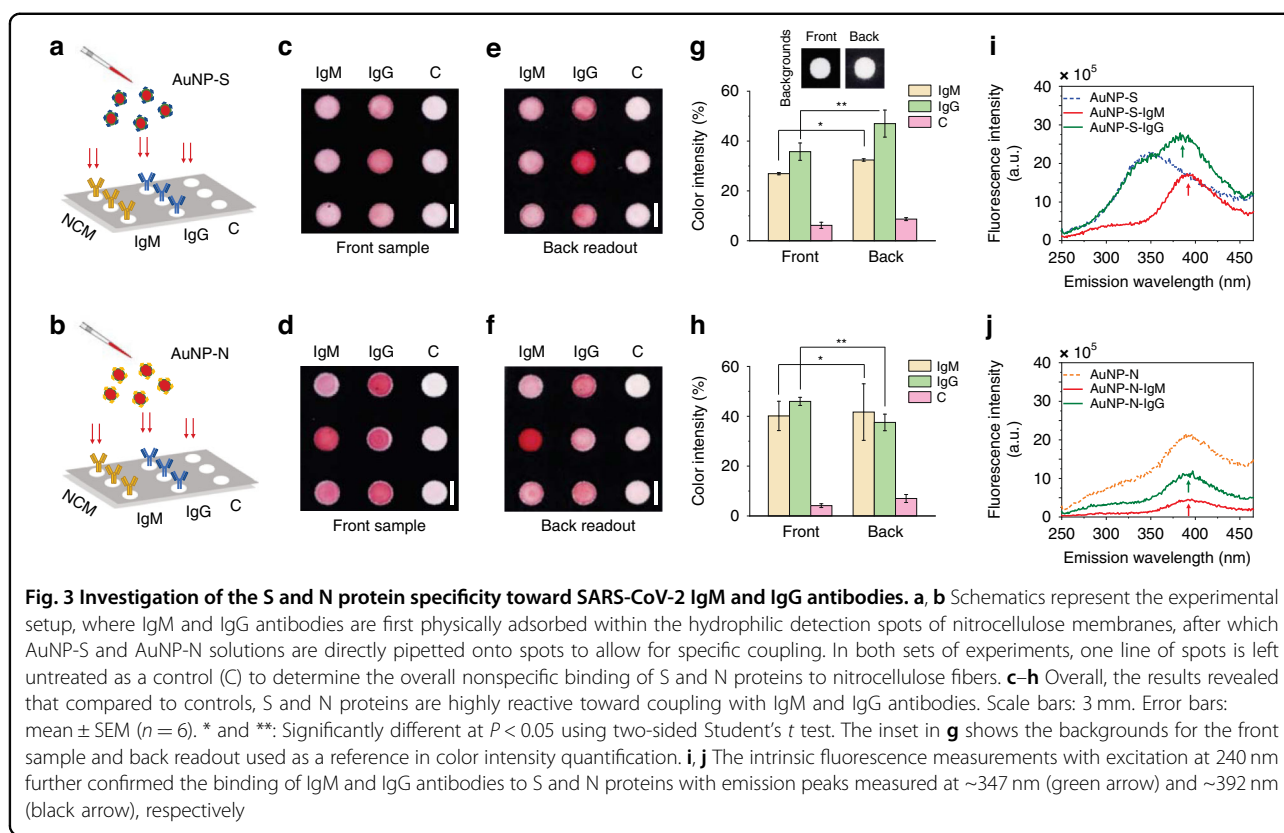 a
AuNP-S
NCM
IgM
IgG
C
c
IgM IgG C
Front sample
e
IgM IgG C
Back readout
g
Backgrounds
Front Back
Color intensity (%)
60
40
20
0
IgM
IgG
C
**
*
Front Back
i
× 10⁵
Fluorescence intensity
(a.u.)
40
30
20
10
0
AuNP-S
AuNP-S-IgM
AuNP-S-IgG
250 300 350 400 450
Emission wavelength (nm)
b
AuNP-N
NCM
IgM
IgG
C
d
IgM IgG C
Front sample
f
IgM IgG C
Back readout
h
Color intensity (%)
60
40
20
0
IgM
IgG
C
**
*
Front Back
j
× 10⁵
Fluorescence intensity
(a.u.)
50
40
30
20
10
0
AuNP-N
AuNP-N-IgM
AuNP-N-IgG
250 300 350 400 450
Emission wavelength (nm)
Fig. 3 Investigation of the S and N protein specificity toward SARS-CoV-2 IgM and IgG antibodies. a, b Schematics represent the experimental
setup, where IgM and IgG antibodies are first physically adsorbed within the hydrophilic detection spots of nitrocellulose membranes, after which
AuNP-S and AuNP-N solutions are directly pipetted onto spots to allow for specific coupling. In both sets of experiments, one line of spots is left
untreated as a control (C) to determine the overall nonspecific binding of S and N proteins to nitrocellulose fibers. c–h Overall, the results revealed
that compared to controls, S and N proteins are highly reactive toward coupling with IgM and IgG antibodies. Scale bars: 3 mm. Error bars:
mean ± SEM (n = 6). * and **: Significantly different at P < 0.05 using two-sided Student's t test. The inset in g shows the backgrounds for the front
sample and back readout used as a reference in color intensity quantification. i, j The intrinsic fluorescence measurements with excitation at 240 nm
further confirmed the binding of IgM and IgG antibodies to S and N proteins with emission peaks measured at ~347 nm (green arrow) and ~392 nm
(black arrow), respectively